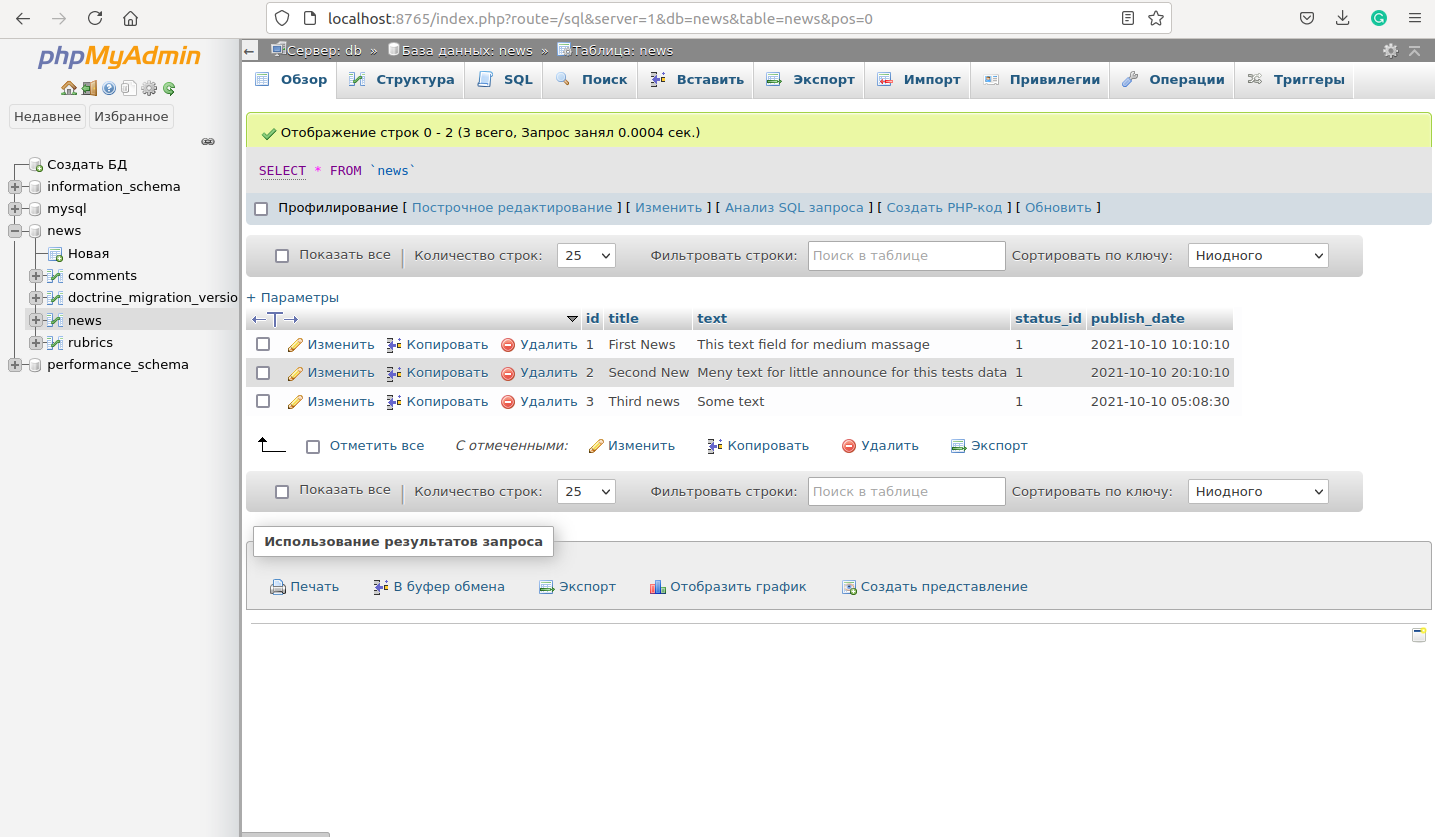 localhost:8765/index.php?route=/sql&server=1&db=news&table=news&pos=0
phpMyAdmin
Недавнее Избранное
Создать БД
information_schema
mysql
news
Новая
comments
doctrine_migration_versio
news
rubrics
performance_schema
Сервер: db » База данных: news » Таблица: news
Обзор Структура SQL Поиск Вставить Экспорт Импорт Привилегии Операции Триггеры
Отображение строк 0 - 2 (3 всего, Запрос занял 0.0004 сек.)
SELECT * FROM `news`
Профилирование [ Построчное редактирование ] [ Изменить ] [ Анализ SQL запроса ] [ Создать PHP-код ] [ Обновить ]
Показать все | Количество строк: 25 Фильтровать строки: Поиск в таблице Сортировать по ключу: Ниодного
+ Параметры
←T→ id title text status_id publish_date
Изменить Копировать Удалить 1 First News This text field for medium massage 1 2021-10-10 10:10:10
Изменить Копировать Удалить 2 Second New Meny text for little announce for this tests data 1 2021-10-10 20:10:10
Изменить Копировать Удалить 3 Third news Some text 1 2021-10-10 05:08:30
Отметить все С отмеченными: Изменить Копировать Удалить Экспорт
Показать все | Количество строк: 25 Фильтровать строки: Поиск в таблице Сортировать по ключу: Ниодного
Использование результатов запроса
Печать В буфер обмена Экспорт Отобразить график Создать представление